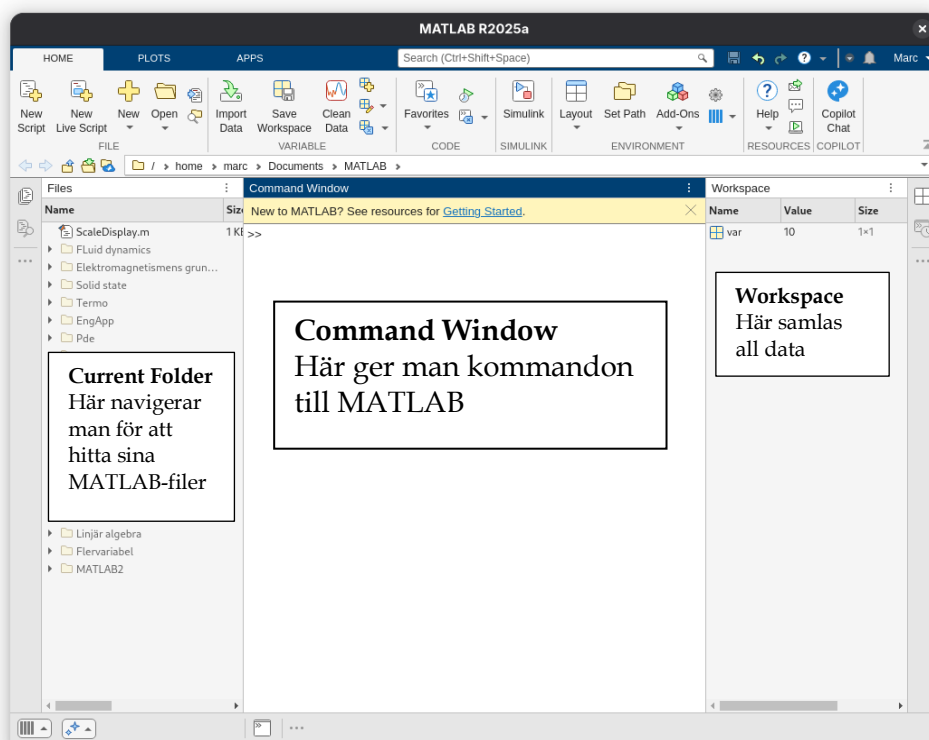 MATLAB R2025a
HOME PLOTS APPS Search (Ctrl+Shift+Space) Marc
New Script New Live Script New Open Import Data Save Workspace Clean Data Favorites Simulink Layout Set Path Add-Ons Help Copilot Chat
FILE VARIABLE CODE SIMULINK ENVIRONMENT RESOURCES COPILOT
/ > home > marc > Documents > MATLAB >
Files
Name Size
ScaleDisplay.m 1 KB
FLuid dynamics
Elektromagnetismens grun...
Solid state
Termo
EngApp
Pde
Current Folder
Här navigerar
man för att
hitta sina
MATLAB-filer
Linjär algebra
Flervariabel
MATLAB2
Command Window
New to MATLAB? See resources for Getting Started.
>>
Command Window
Här ger man kommandon
till MATLAB
Workspace
Name Value Size
var 10 1×1
Workspace
Här samlas
all data